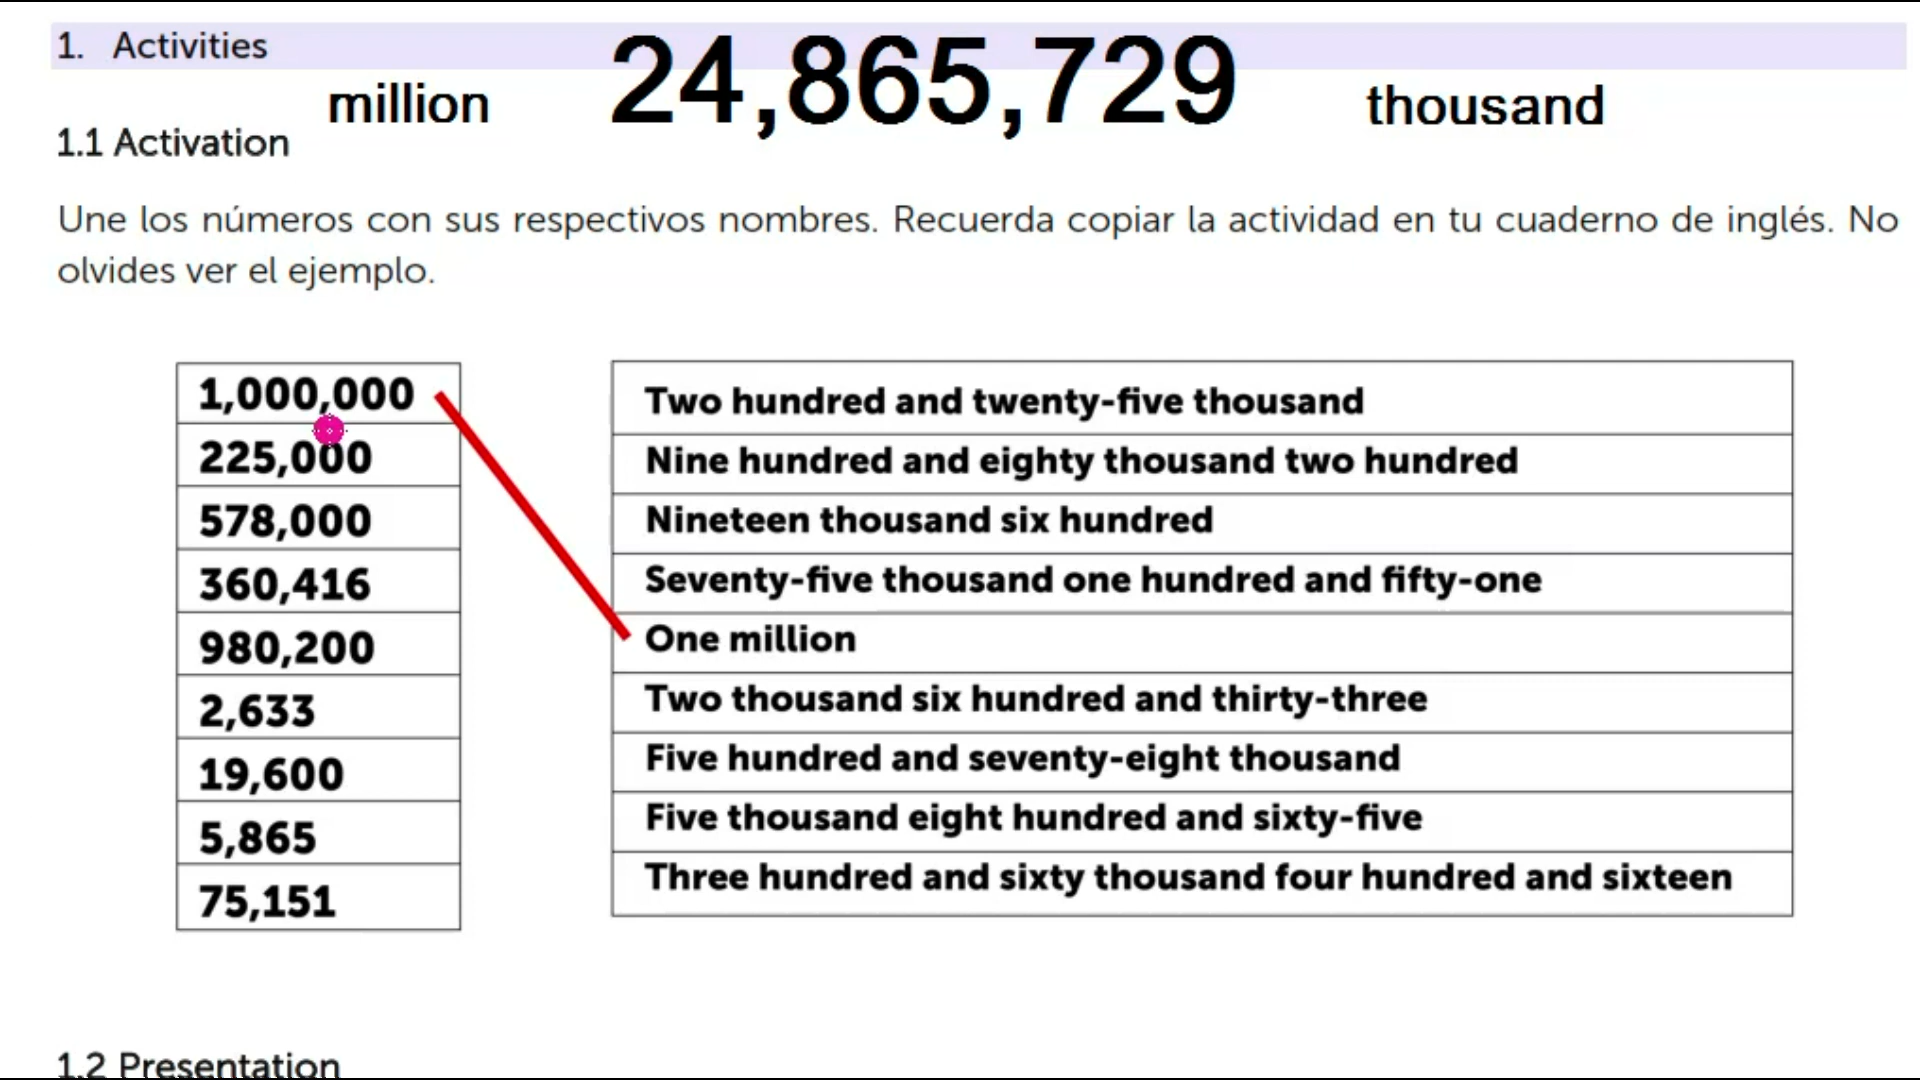 1. Activities
million 24,865,729 thousand
1.1 Activation
Une los números con sus respectivos nombres. Recuerda copiar la actividad en tu cuaderno de inglés. No
olvides ver el ejemplo.
1,000,000
225,000
578,000
360,416
980,200
2,633
19,600
5,865
75,151
Two hundred and twenty-five thousand
Nine hundred and eighty thousand two hundred
Nineteen thousand six hundred
Seventy-five thousand one hundred and fifty-one
One million
Two thousand six hundred and thirty-three
Five hundred and seventy-eight thousand
Five thousand eight hundred and sixty-five
Three hundred and sixty thousand four hundred and sixteen
1.2 Presentation